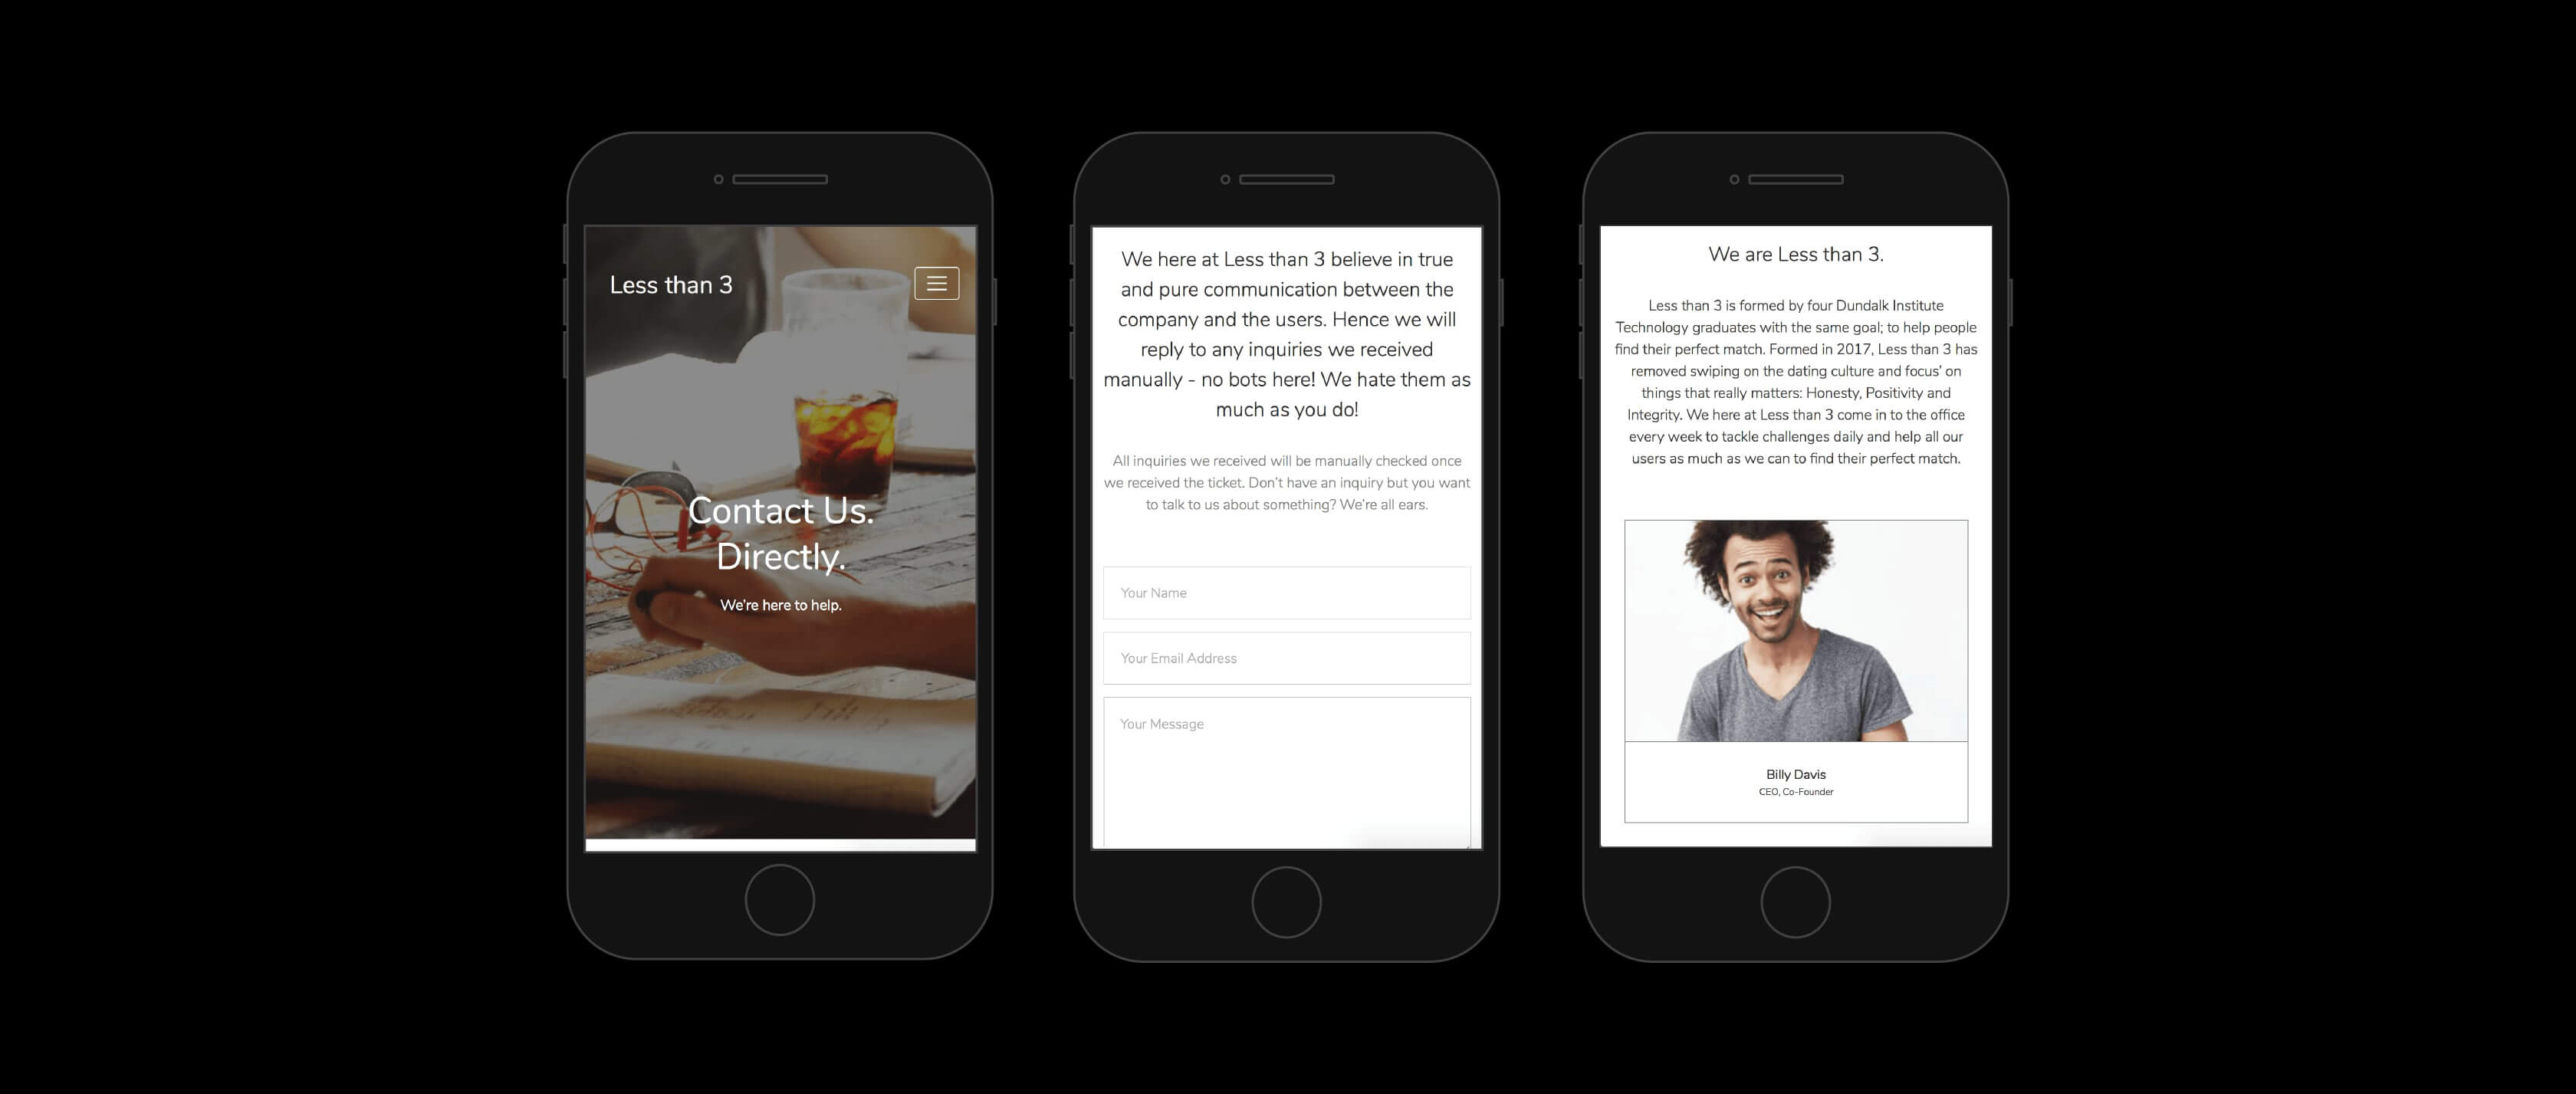 Less than 3
Contact Us.
Directly.
We're here to help.
We here at Less than 3 believe in true
and pure communication between the
company and the users. Hence we will
reply to any inquiries we received
manually - no bots here! We hate them as
much as you do!
All inquiries we received will be manually checked once
we received the ticket. Don't have an inquiry but you want
to talk to us about something? We're all ears.
Your Name
Your Email Address
Your Message
We are Less than 3.
Less than 3 is formed by four Dundalk Institute
Technology graduates with the same goal; to help people
find their perfect match. Formed in 2017, Less than 3 has
removed swiping on the dating culture and focus' on
things that really matters: Honesty, Positivity and
Integrity. We here at Less than 3 come in to the office
every week to tackle challenges daily and help all our
users as much as we can to find their perfect match.
Billy Davis
CEO, Co-Founder